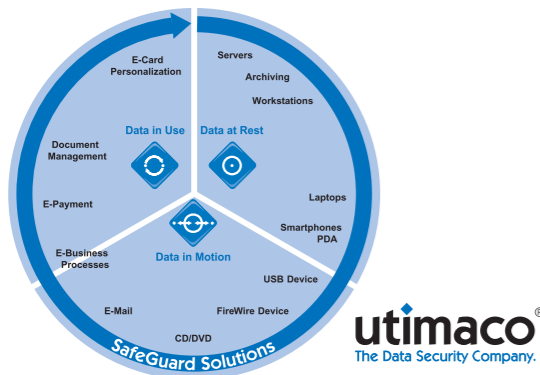 E-Card
Personalization
Servers
Archiving
Workstations
Data in Use
Data at Rest
Document
Management
E-Payment
Laptops
Smartphones
PDA
E-Business
Processes
Data in Motion
USB Device
E-Mail
FireWire Device
CD/DVD
SafeGuard Solutions
utimaco®
The Data Security Company.